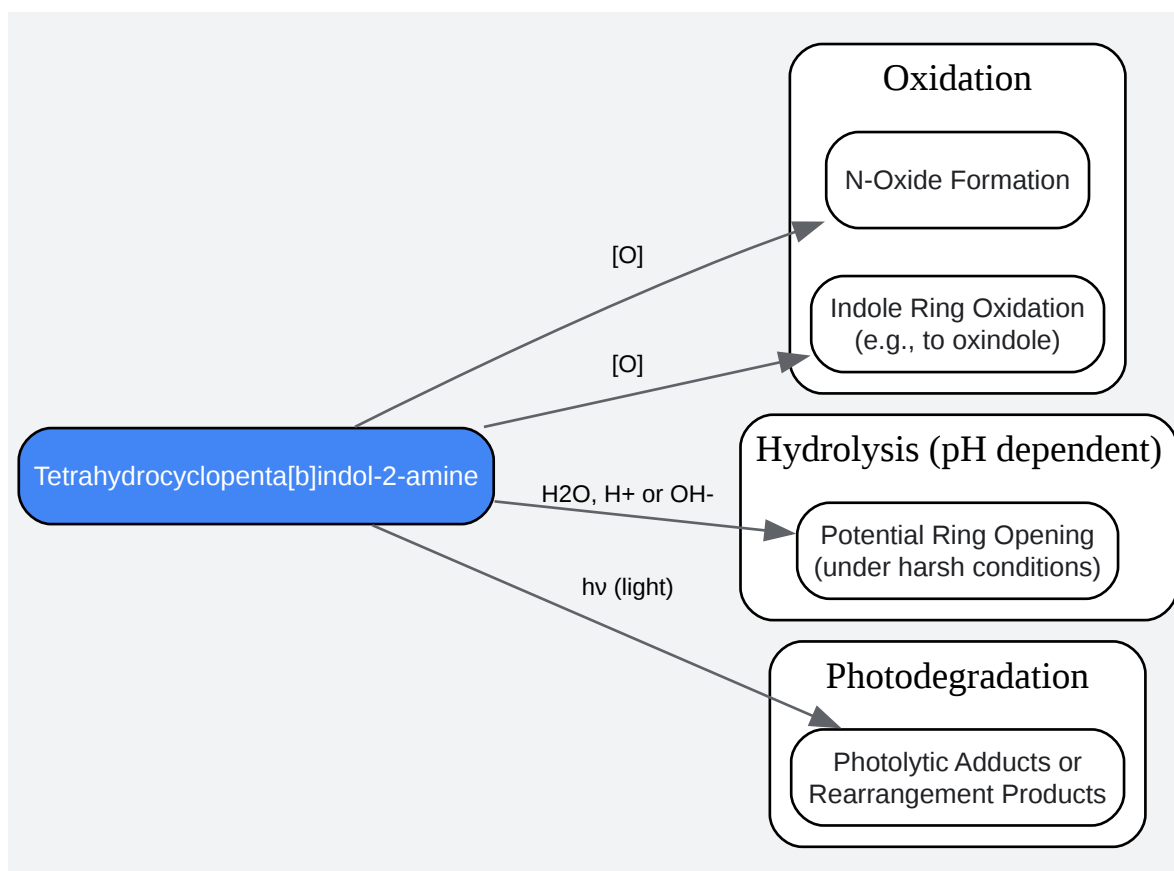 Oxidation
N-Oxide Formation
[O]
Indole Ring Oxidation
(e.g., to oxindole)
[O]
Hydrolysis (pH dependent)
Tetrahydrocyclopenta[b]indol-2-amine
H2O, H+ or OH-
Potential Ring Opening
(under harsh conditions)
hν (light)
Photodegradation
Photolytic Adducts or
Rearrangement Products